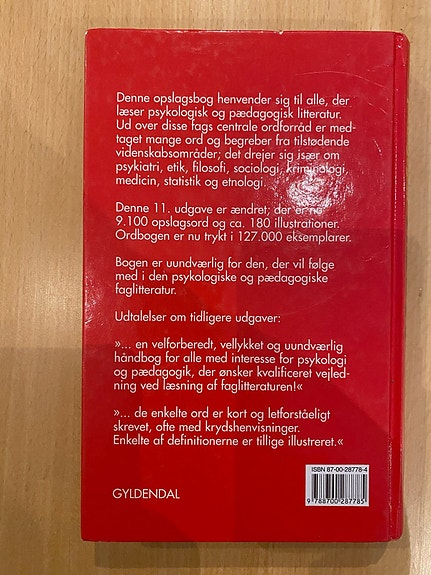 Denne opslagsbog henvender sig til alle, der
læser psykologisk og pædagogisk litteratur.
Ud over disse fags centrale ordforråd er med-
taget mange ord og begreber fra tilstødende
videnskabsområder; det drejer sig især om
psykiatri, etik, filosofi, sociologi, kriminologi,
medicin, statistik og etnologi.
Denne 11. udgave er ændret; der er nu
9.100 opslagsord og ca. 180 illustrationer.
Ordbogen er nu trykt i 127.000 eksemplarer.
Bogen er uundværlig for den, der vil følge
med i den psykologiske og pædagogiske
faglitteratur.
Udtalelser om tidligere udgaver:
»... en velforberedt, vellykket og uundværlig
håndbog for alle med interesse for psykologi
og pædagogik, der ønsker kvalificeret vejled-
ning ved læsning af faglitteraturen!«
»... de enkelte ord er kort og letforståeligt
skrevet, ofte med krydshenvisninger.
Enkelte af definitionerne er tillige illustreret.«
ISBN 87-00-28778-4
9 788700 287785
GYLDENDAL